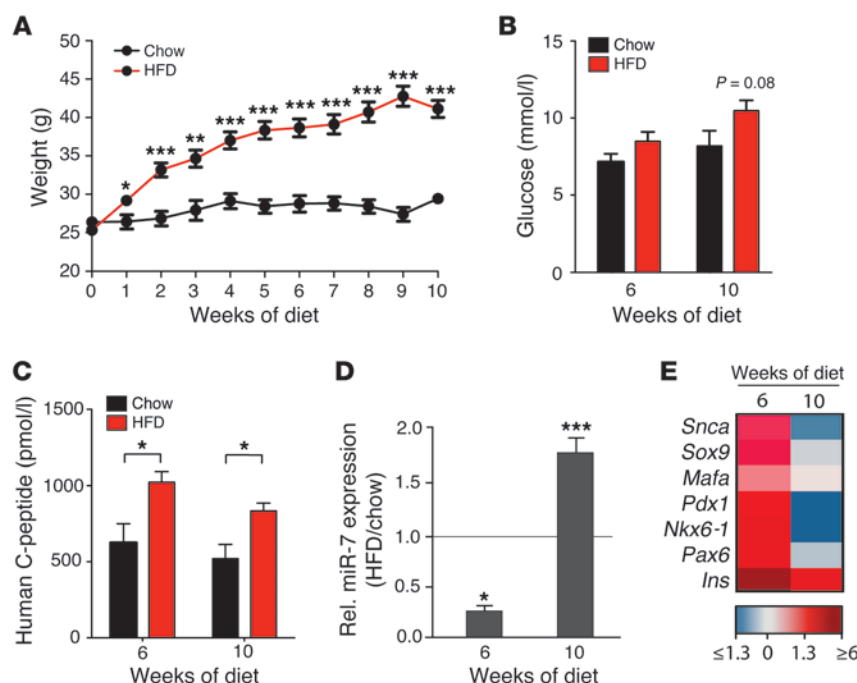 A
Chow
HFD
Weight (g)
50
45
40
35
30
25
20
* *** ** *** *** *** *** *** *** ***
0 1 2 3 4 5 6 7 8 9 10
Weeks of diet
B
Chow
HFD
Glucose (mmol/l)
15
10
5
0
P = 0.08
6 10
Weeks of diet
C
Chow
HFD
Human C-peptide (pmol/l)
1500
1000
500
0
* *
6 10
Weeks of diet
D
Rel. miR-7 expression
(HFD/chow)
2.0
1.5
1.0
0.5
0.0
* ***
6 10
Weeks of diet
E
Weeks of diet
6 10
Snca
Sox9
Mafa
Pdx1
Nkx6-1
Pax6
Ins
≤1.3 0 1.3 ≥6